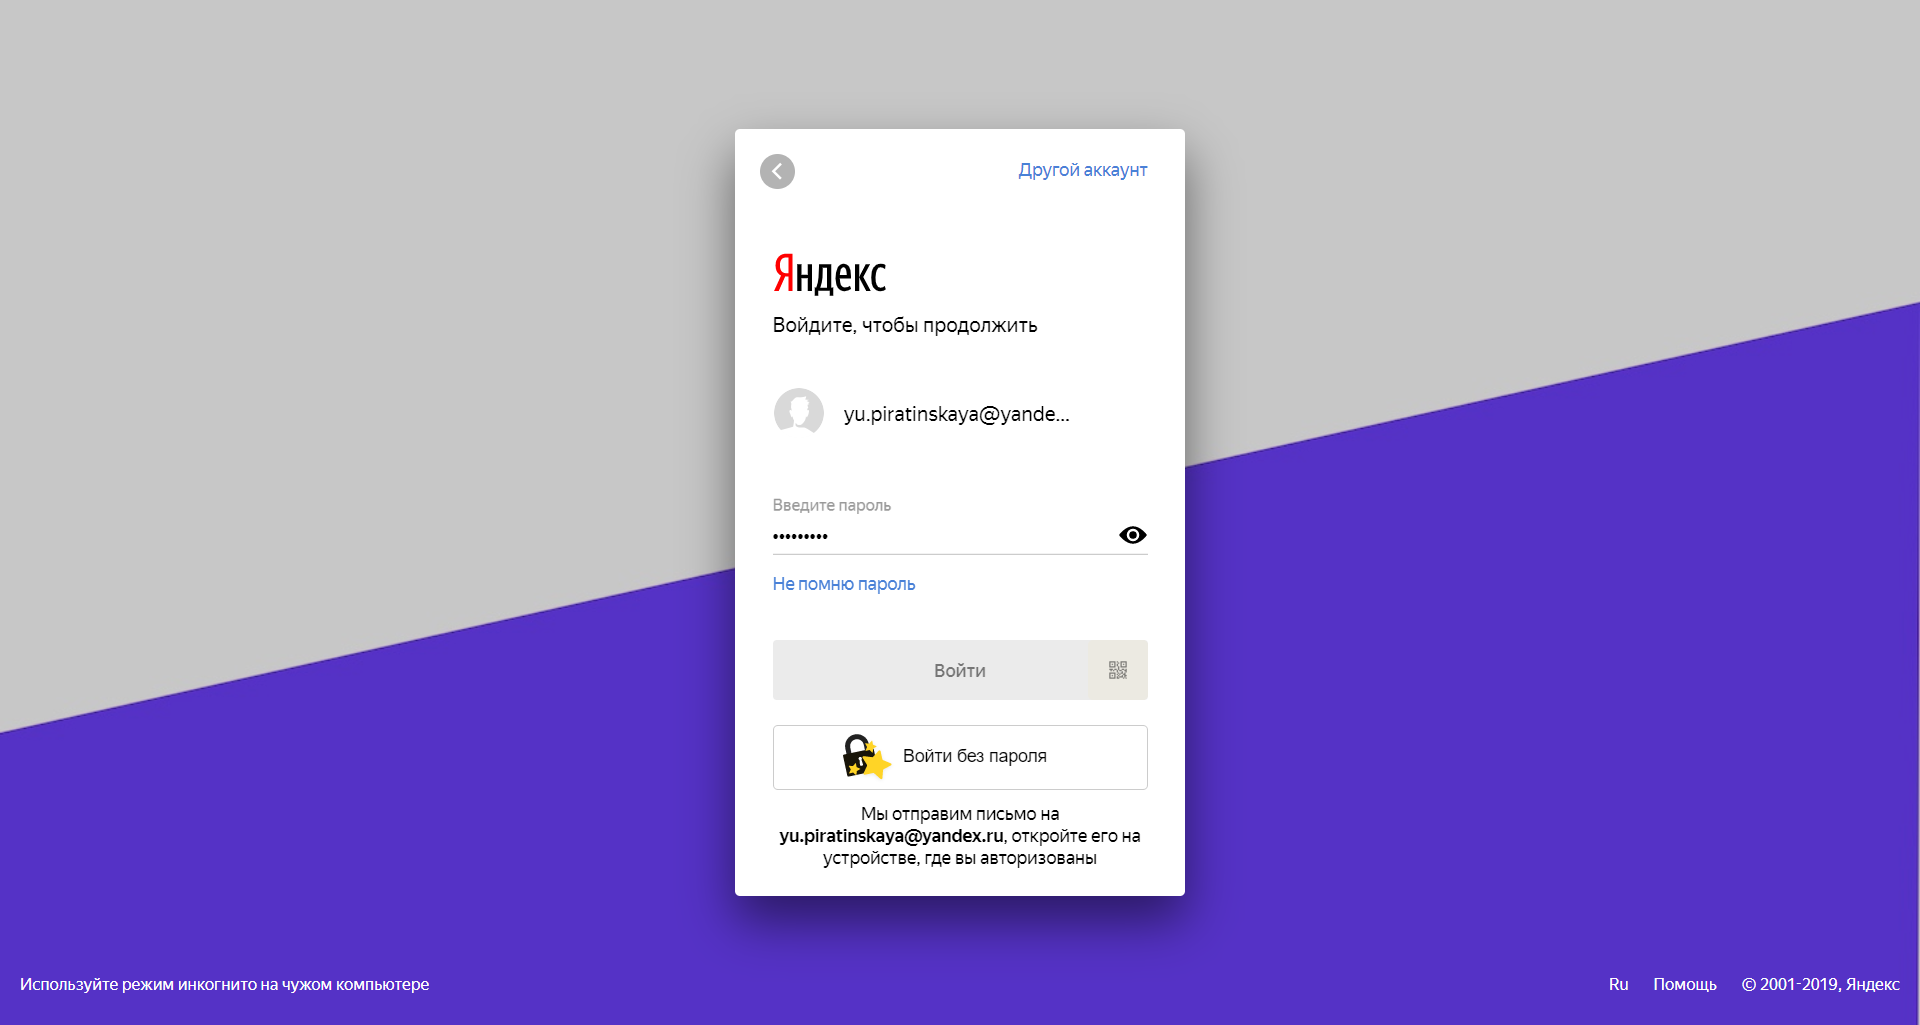 Другой аккаунт
Яндекс
Войдите, чтобы продолжить
yu.piratinskaya@yande...
Введите пароль
•••••••••
Не помню пароль
Войти
Войти без пароля
Мы отправим письмо на
yu.piratinskaya@yandex.ru, откройте его на
устройстве, где вы авторизованы
Используйте режим инкогнито на чужом компьютере
Ru Помощь © 2001-2019, Яндекс